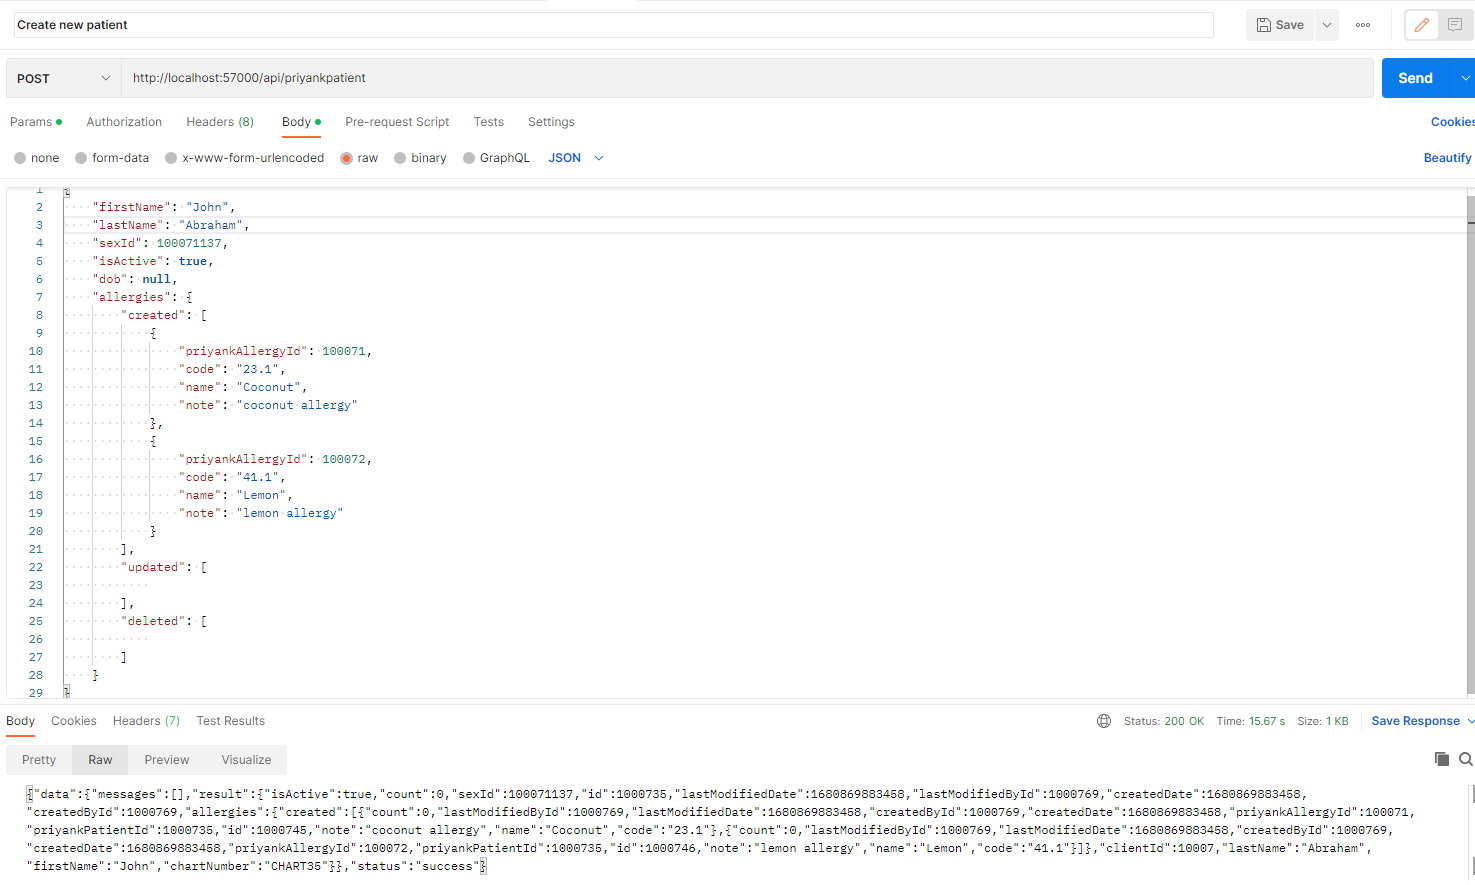 Create new patient
Save
POST
http://localhost:57000/api/priyankpatient
Send
Params
Authorization
Headers (8)
Body
Pre-request Script
Tests
Settings
Cookies
none
form-data
x-www-form-urlencoded
raw
binary
GraphQL
JSON
Beautify
1 {
2 "firstName": "John",
3 "lastName": "Abraham",
4 "sexId": 100071137,
5 "isActive": true,
6 "dob": null,
7 "allergies": {
8 "created": [
9 {
10 "priyankAllergyId": 100071,
11 "code": "23.1",
12 "name": "Coconut",
13 "note": "coconut allergy"
14 },
15 {
16 "priyankAllergyId": 100072,
17 "code": "41.1",
18 "name": "Lemon",
19 "note": "lemon allergy"
20 }
21 ],
22 "updated": [
23
24 ],
25 "deleted": [
26
27 ]
28 }
29 }
Body
Cookies
Headers (7)
Test Results
Status: 200 OK
Time: 15.67 s
Size: 1 KB
Save Response
Pretty
Raw
Preview
Visualize
{"data":{"messages":[],"result":{"isActive":true,"count":0,"sexId":100071137,"id":1000735,"lastModifiedDate":1680869883458,"lastModifiedById":1000769,"createdDate":1680869883458,
"createdById":1000769,"allergies":{"created":[{"count":0,"lastModifiedById":1000769,"lastModifiedDate":1680869883458,"createdById":1000769,"createdDate":1680869883458,"priyankAllergyId":100071,
"priyankPatientId":1000735,"id":1000745,"note":"coconut allergy","name":"Coconut","code":"23.1"},{"count":0,"lastModifiedById":1000769,"lastModifiedDate":1680869883458,"createdById":1000769,
"createdDate":1680869883458,"priyankAllergyId":100072,"priyankPatientId":1000735,"id":1000746,"note":"lemon allergy","name":"Lemon","code":"41.1"}]},"clientId":10007,"lastName":"Abraham",
"firstName":"John","chartNumber":"CHART35"}},"status":"success"}